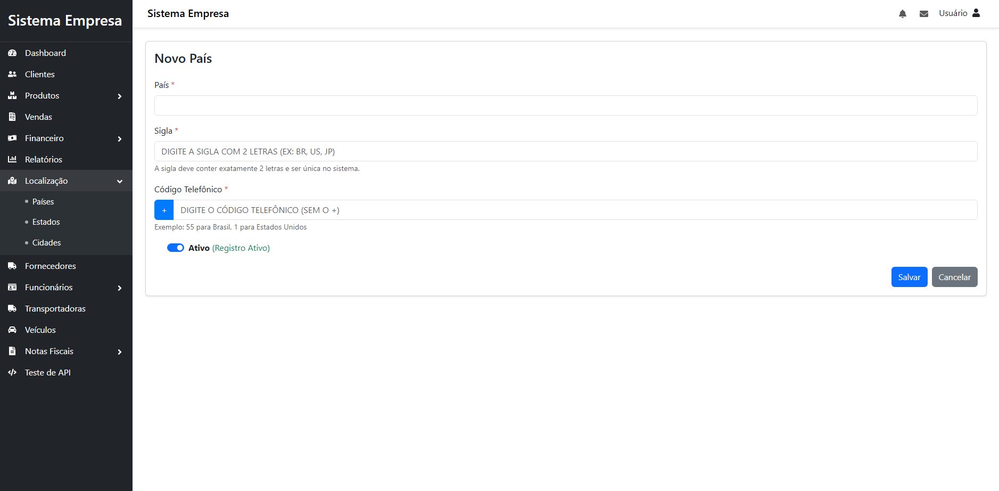 Sistema Empresa
Dashboard
Clientes
Produtos
Vendas
Financeiro
Relatórios
Localização
Países
Estados
Cidades
Fornecedores
Funcionários
Transportadoras
Veículos
Notas Fiscais
Teste de API
Sistema Empresa
Usuário
Novo País
País *
Sigla *
DIGITE A SIGLA COM 2 LETRAS (EX: BR, US, JP)
A sigla deve conter exatamente 2 letras e ser única no sistema.
Código Telefônico *
+ DIGITE O CÓDIGO TELEFÔNICO (SEM O +)
Exemplo: 55 para Brasil, 1 para Estados Unidos
Ativo (Registro Ativo)
Salvar Cancelar